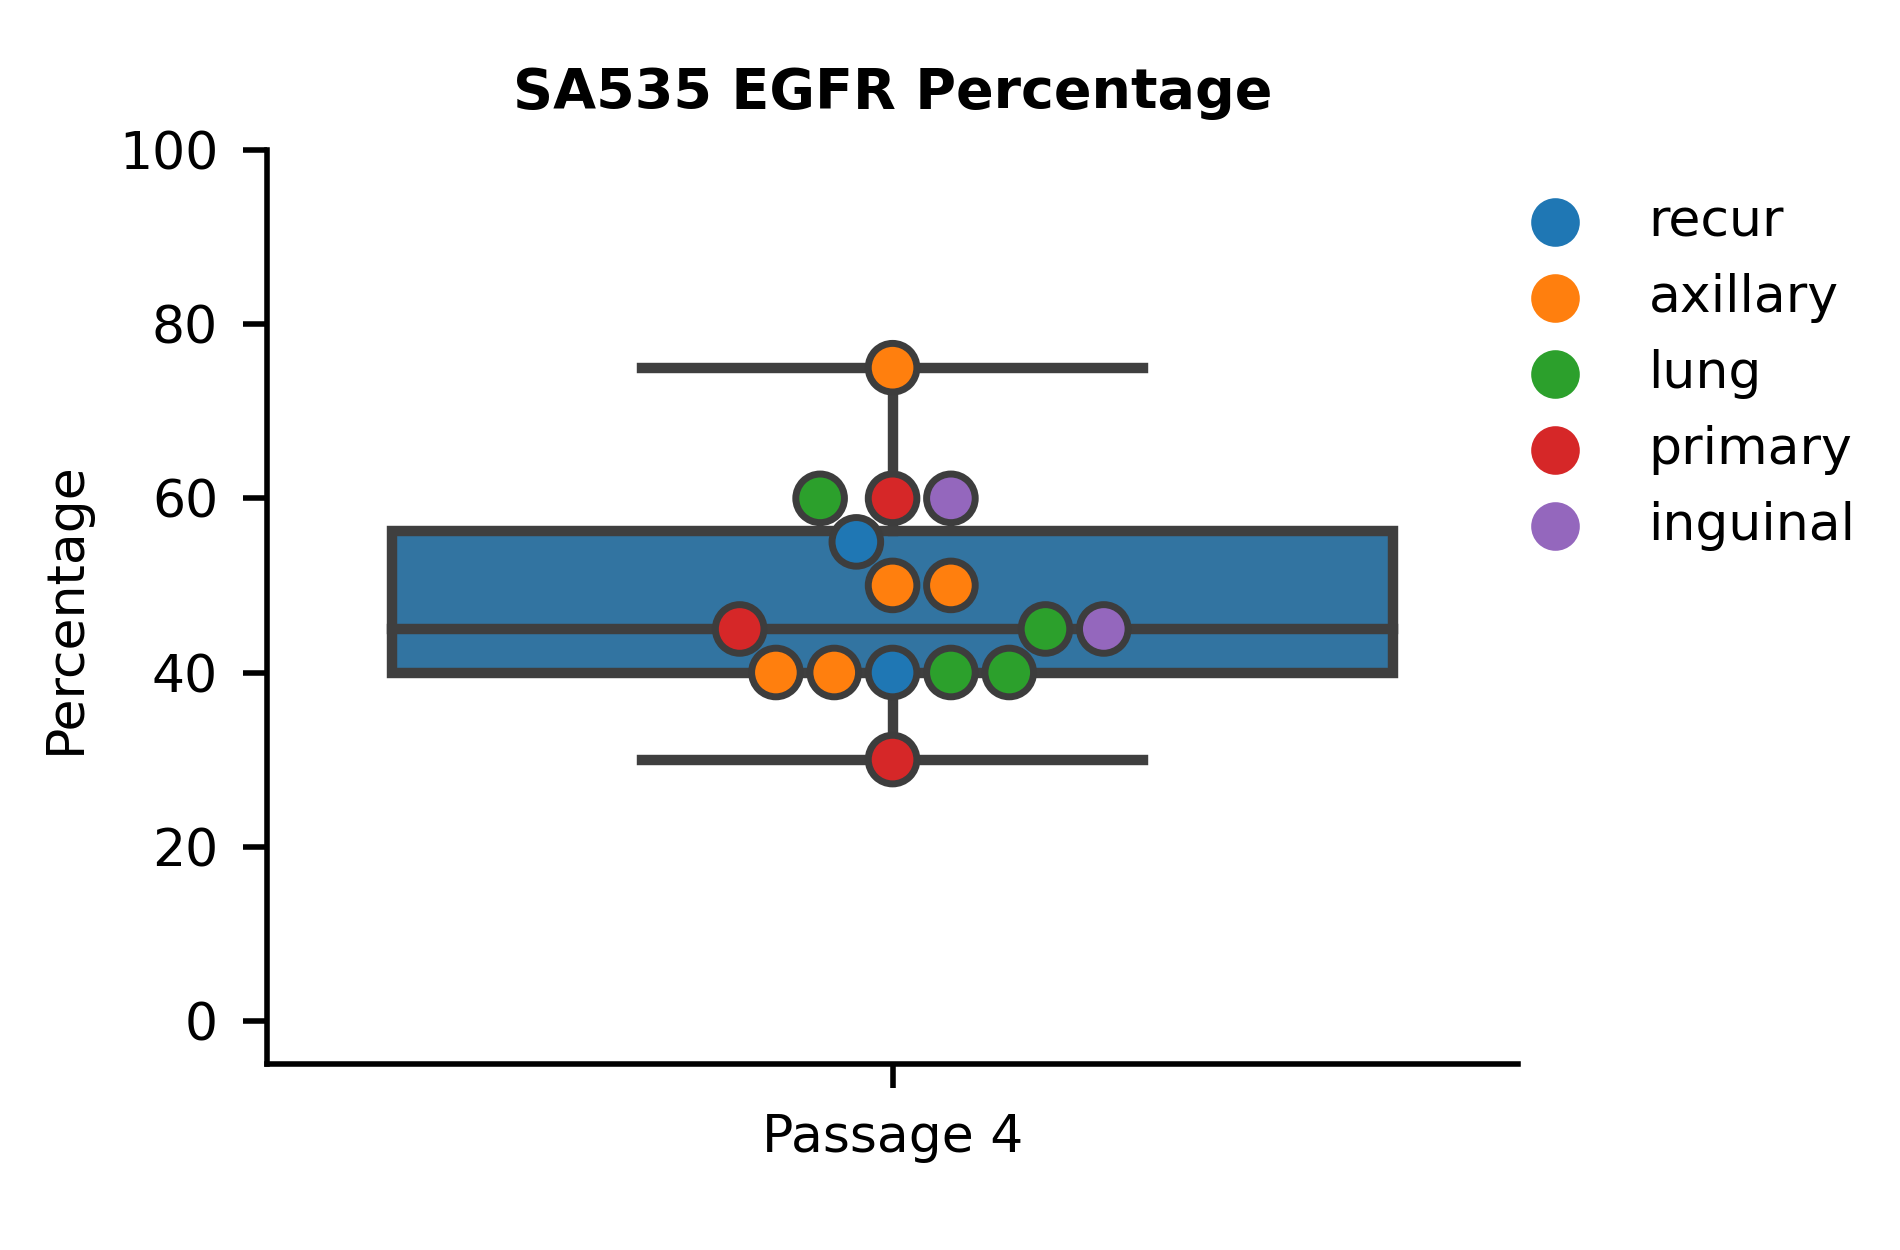 SA535 EGFR Percentage
100
80
60
40
20
0
Percentage
Passage 4
recur
axillary
lung
primary
inguinal